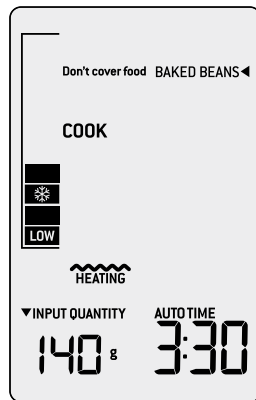 Don't cover food BAKED BEANS◀
COOK
LOW
HEATING
▼INPUT QUANTITY AUTO TIME
140 g 3:30